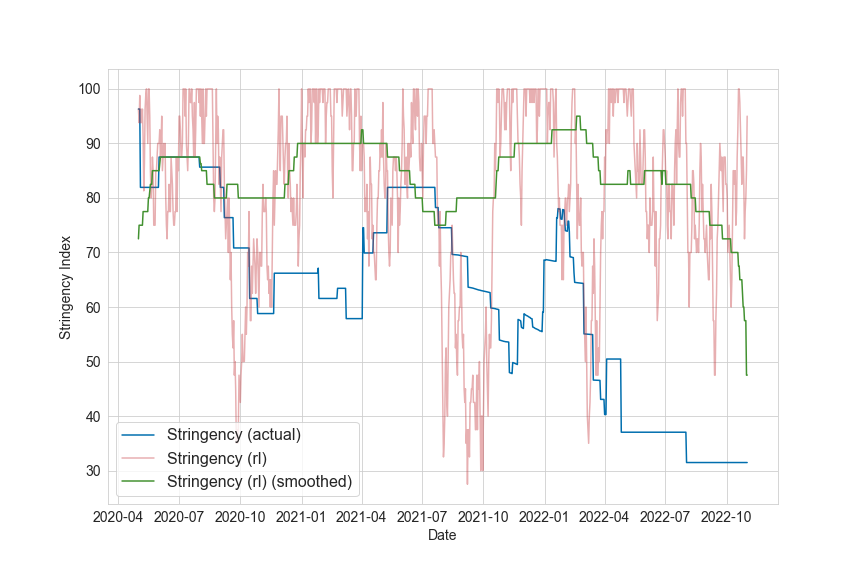 100
90
80
70
60
50
40
30
Stringency Index
Stringency (actual)
Stringency (rl)
Stringency (rl) (smoothed)
2020-04 2020-07 2020-10 2021-01 2021-04 2021-07 2021-10 2022-01 2022-04 2022-07 2022-10
Date